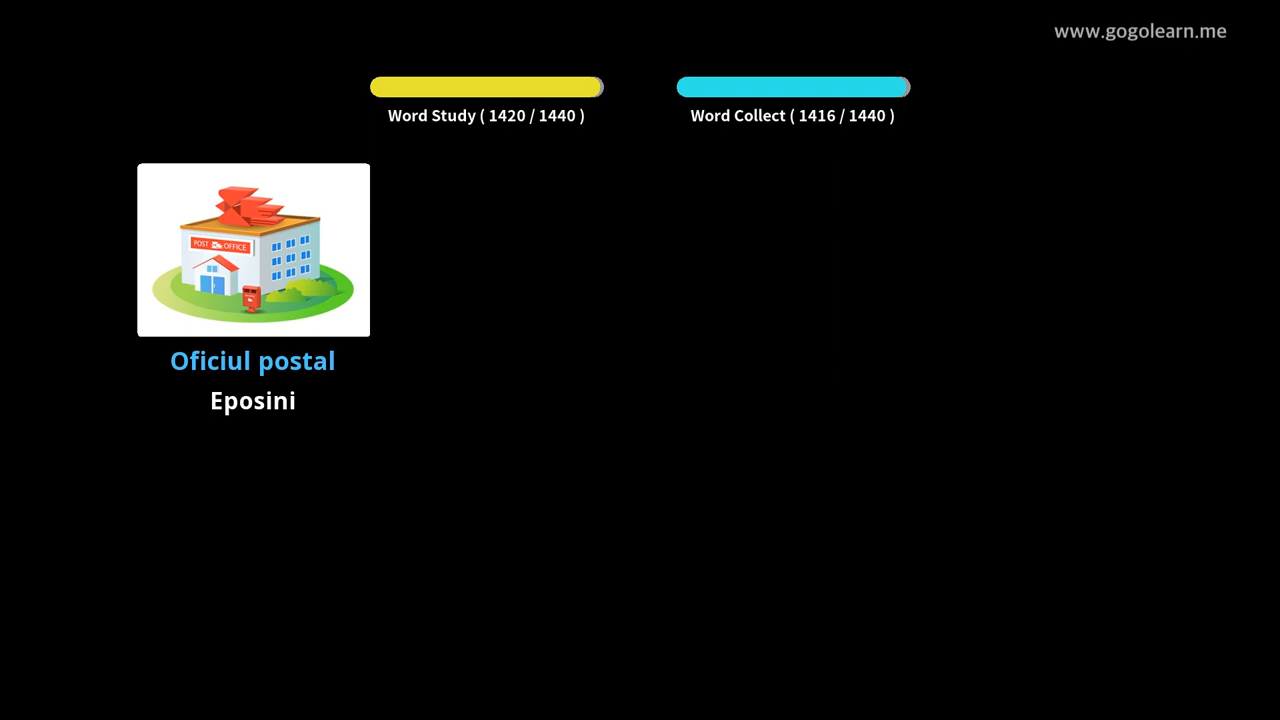 www.gogolearn.me
Word Study ( 1420 / 1440 )
Word Collect ( 1416 / 1440 )
POST OFFICE
Oficiul postal
Eposini